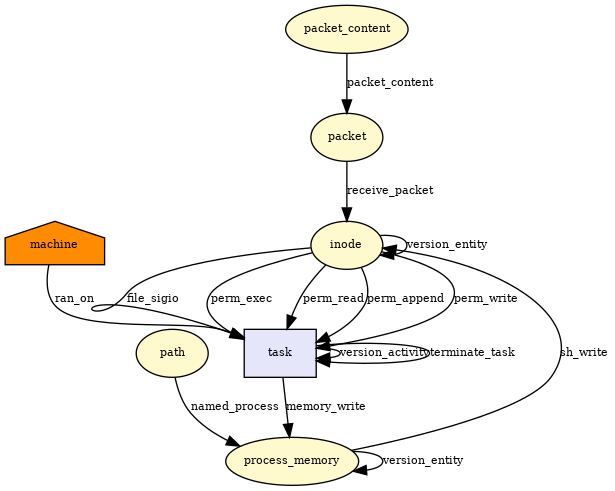 packet_content
packet_content
packet
receive_packet
machine
inode
version_entity
ran_on
file_sigio
perm_exec
perm_read
perm_append
perm_write
path
task
version_activity
terminate_task
sh_write
named_process
memory_write
process_memory
version_entity